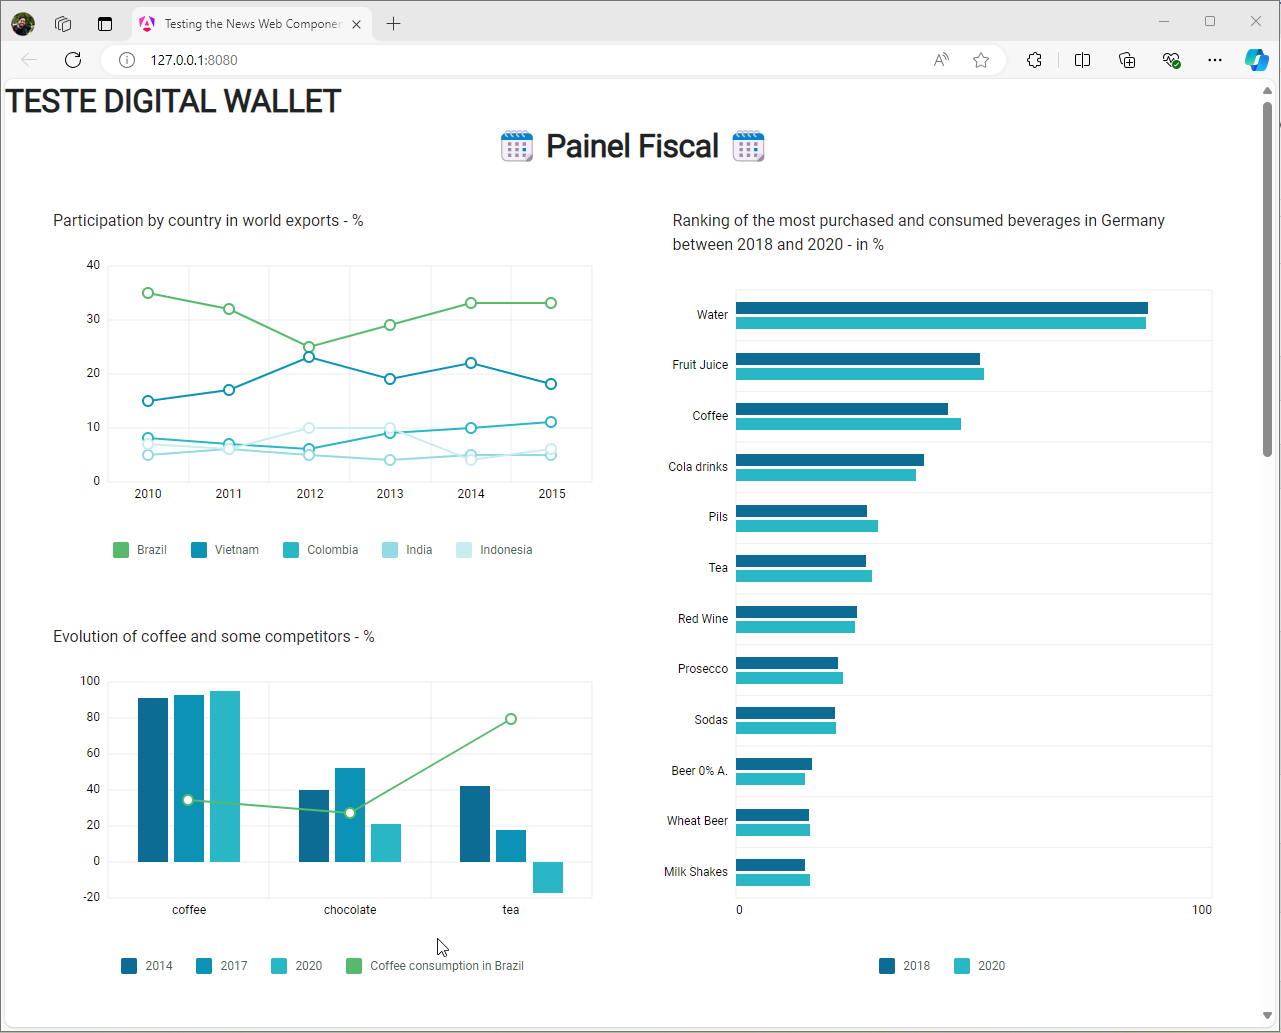 Testing the News Web Componen
127.0.0.1:8080
TESTE DIGITAL WALLET
Painel Fiscal
Participation by country in world exports - %
40
30
20
10
0
2010 2011 2012 2013 2014 2015
Brazil Vietnam Colombia India Indonesia
Evolution of coffee and some competitors - %
100
80
60
40
20
0
-20
coffee chocolate tea
2014 2017 2020 Coffee consumption in Brazil
Ranking of the most purchased and consumed beverages in Germany
between 2018 and 2020 - in %
Water
Fruit Juice
Coffee
Cola drinks
Pils
Tea
Red Wine
Prosecco
Sodas
Beer 0% A.
Wheat Beer
Milk Shakes
0 100
2018 2020